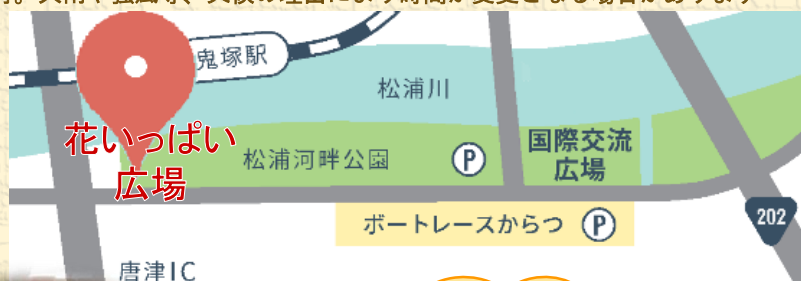 鬼塚駅
松浦川
花いっぱい
広場
松浦河畔公園
P
国際交流
広場
202
ボートレースからつ P
唐津IC